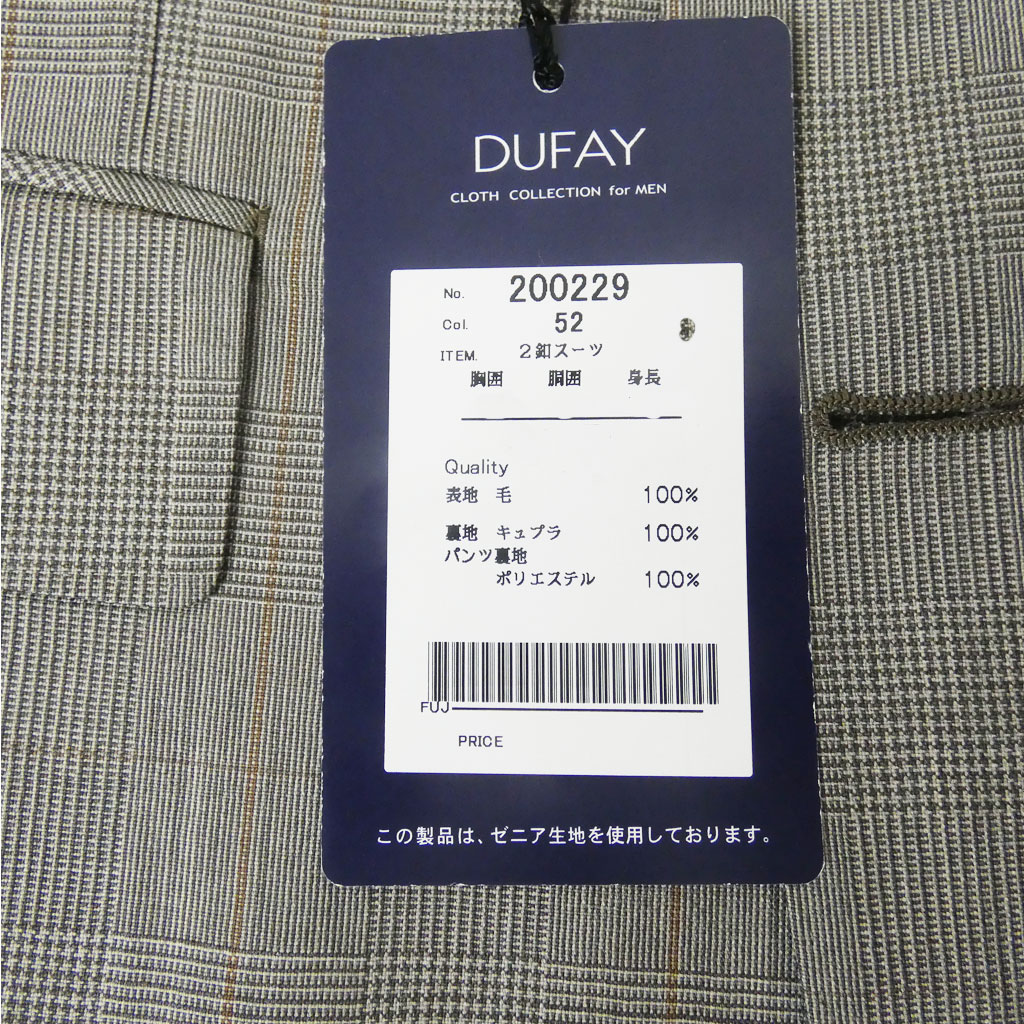 DUFAY
CLOTH COLLECTION for MEN
No. 200229
Col. 52
ITEM. 2釦スーツ
胸囲 胴囲 身長
Quality
表地 毛 100%
裏地 キュプラ 100%
パンツ裏地
ポリエステル 100%
FUJ
PRICE
この製品は、ゼニア生地を使用しております。